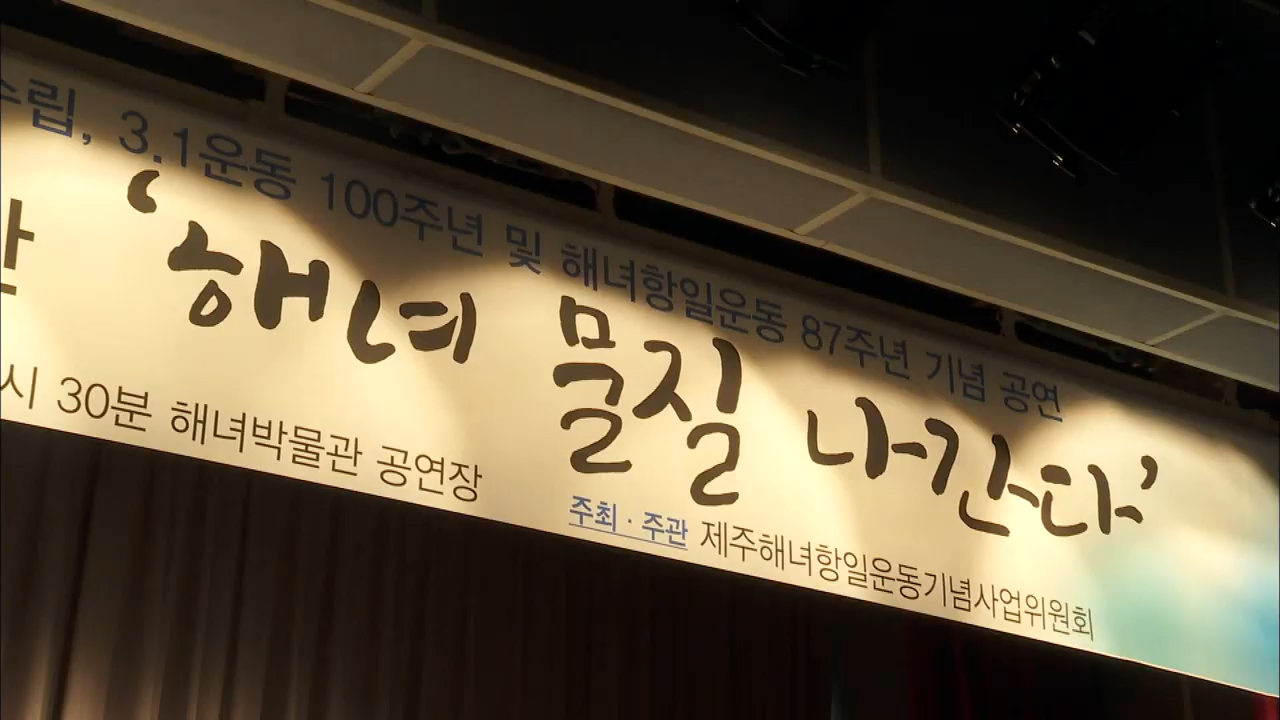 수립, 3.1운동 100주년 및 해녀항일운동 87주년 기념 공연
‘해녀 물질 나간다’
시 30분 해녀박물관 공연장
주최·주관 제주해녀항일운동기념사업위원회